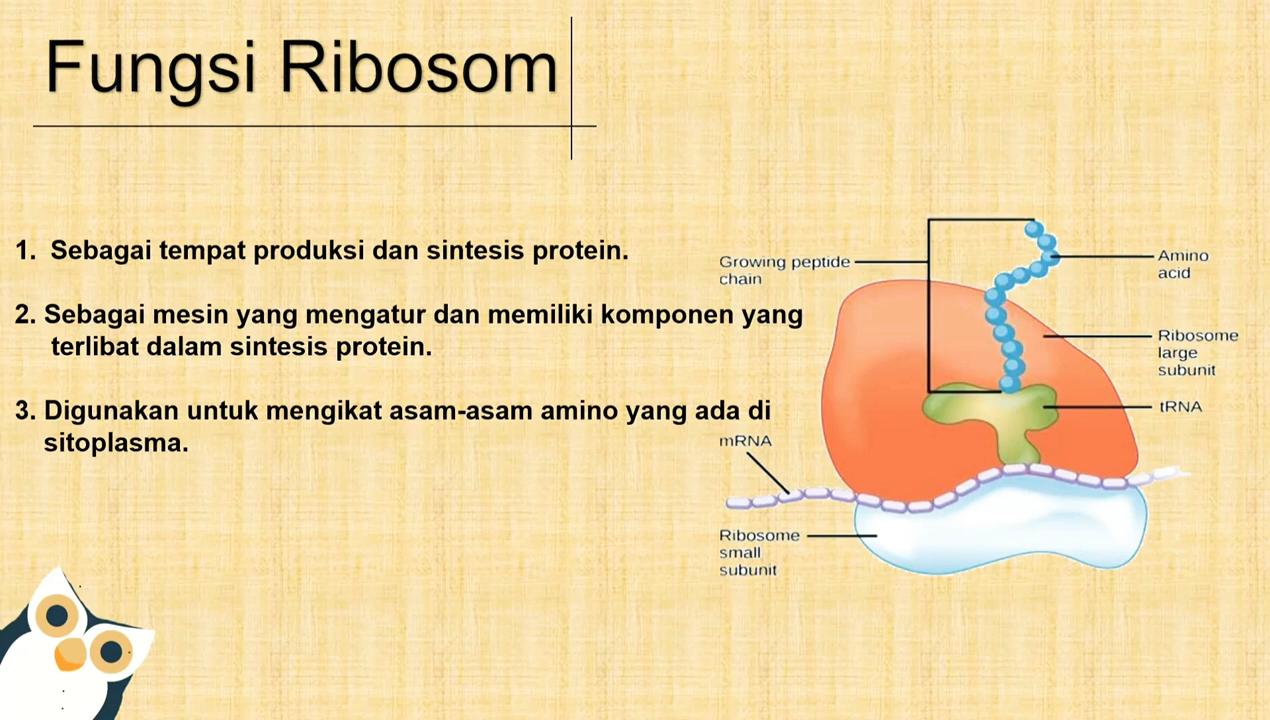 Fungsi Ribosom
1. Sebagai tempat produksi dan sintesis protein.
2. Sebagai mesin yang mengatur dan memiliki komponen yang
terlibat dalam sintesis protein.
3. Digunakan untuk mengikat asam-asam amino yang ada di
sitoplasma.
Growing peptide
chain
Amino
acid
Ribosome
large
subunit
tRNA
mRNA
Ribosome
small
subunit